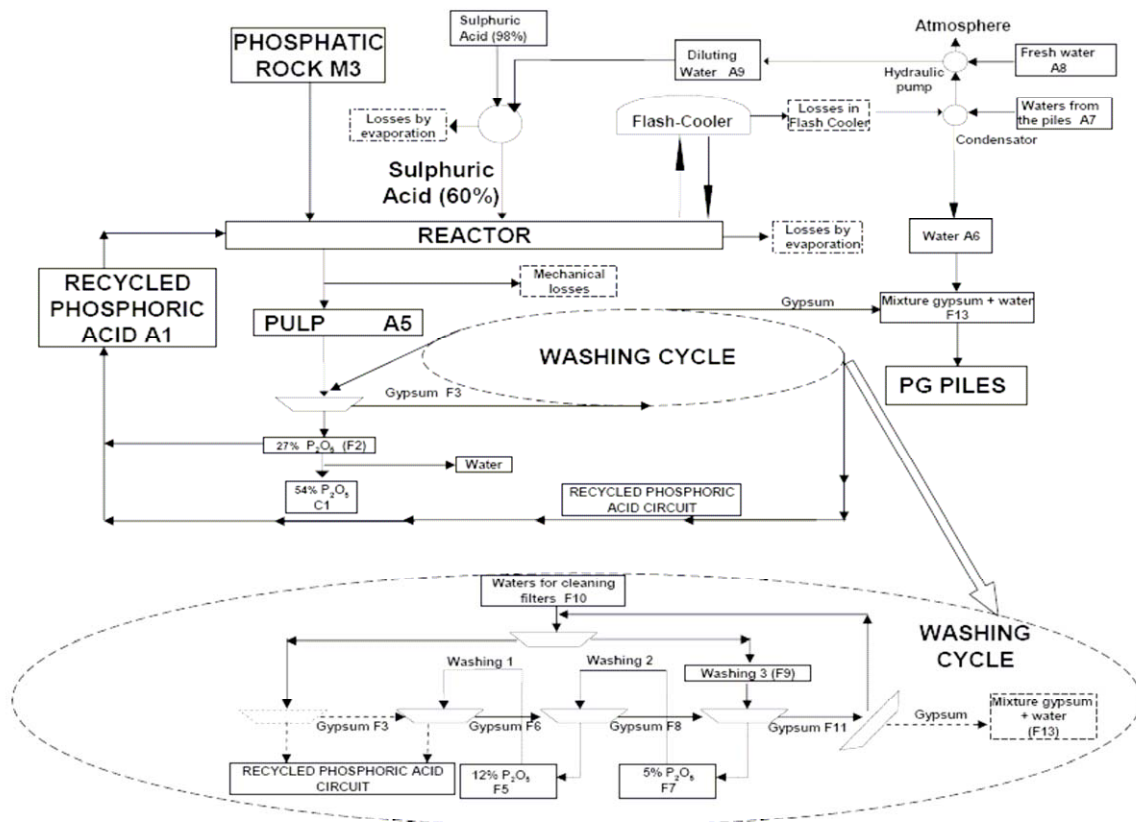 Sulphuric
Acid (98%)
PHOSPHATIC
ROCK M3
Diluting
Water A9
Atmosphere
Fresh water
A8
Hydraulic
pump
Losses by
evaporation
Flash-Cooler
Losses in
Flash Cooler
Waters from
the piles A7
Condensator
Sulphuric
Acid (60%)
REACTOR
Losses by
evaporation
Water A6
RECYCLED
PHOSPHORIC
ACID A1
Mechanical
losses
Gypsum
Mixture gypsum + water
F13
PULP A5
WASHING CYCLE
PG PILES
Gypsum F3
27% P₂O₅ (F2)
Water
54% P₂O₅
C1
RECYCLED PHOSPHORIC
ACID CIRCUIT
Waters for cleaning
filters F10
WASHING
CYCLE
Washing 1
Washing 2
Washing 3 (F9)
Gypsum F3
Gypsum F6
Gypsum F8
Gypsum F11
Gypsum
Mixture gypsum
+ water
(F13)
RECYCLED PHOSPHORIC ACID
CIRCUIT
12% P₂O₅
F5
5% P₂O₅
F7